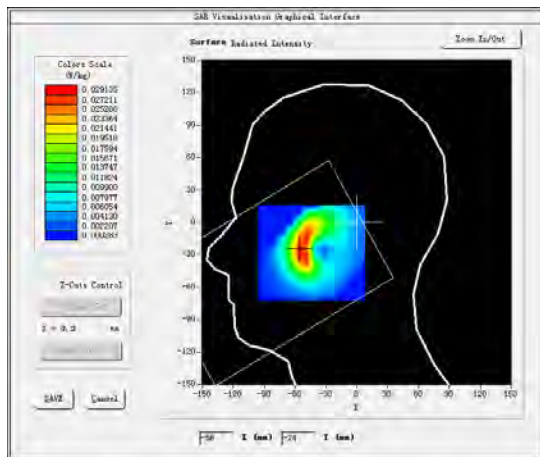 SAR Visualisation Graphical Interface
Surface Radiated Intensity
Zoom In/Out
Colors Scale
(W/kg)
0.029135
0.027211
0.025288
0.023364
0.021441
0.019518
0.017594
0.015671
0.013747
0.011824
0.009900
0.007977
0.006054
0.004130
0.002207
0.000283
150
120
90
60
30
0
-30
-60
-90
-120
-150
Y
-150 -120 -90 -60 -30 0 30 60 90 120 150
X
Z-Cuts Control
mm
SAVE Cancel
X (mm) Y (mm)